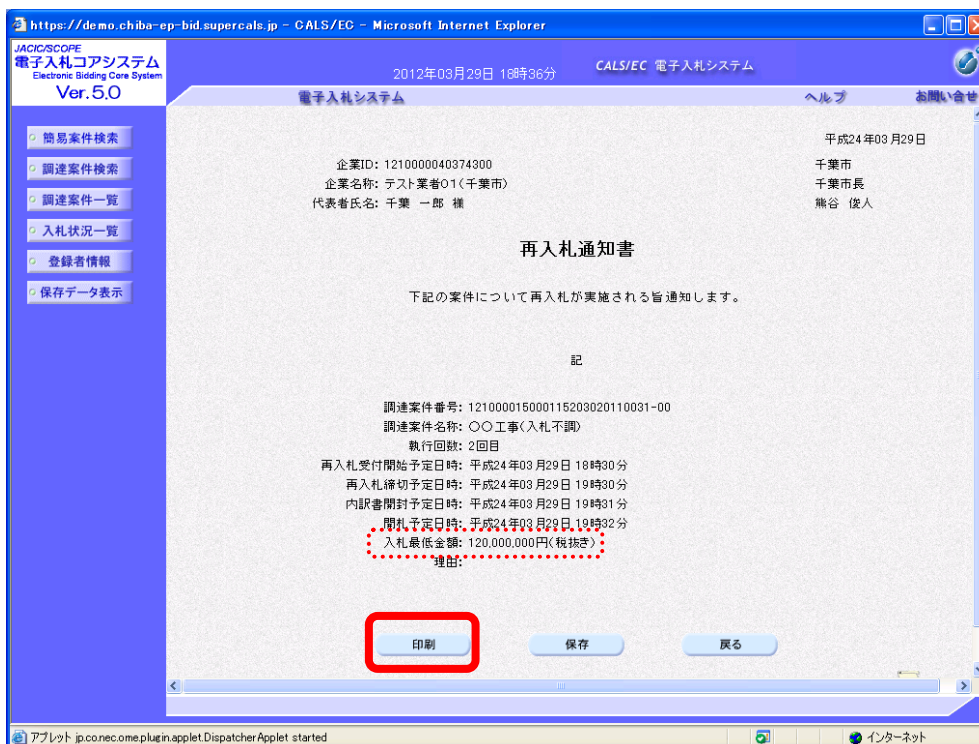 https://demo.chiba-ep-bid.supercals.jp - CALS/EC - Microsoft Internet Explorer
JACIC/SCOPE
電子入札コアシステム
Electronic Bidding Core System
Ver.5.0
2012年03月29日 18時36分
CALS/EC 電子入札システム
電子入札システム
ヘルプ
お問い合せ
簡易案件検索
調達案件検索
調達案件一覧
入札状況一覧
登録者情報
保存データ表示
平成24年03月29日
企業ID: 1210000040374300
千葉市
企業名称: テスト業者01(千葉市)
千葉市長
代表者氏名: 千葉 一郎 様
熊谷 俊人
再入札通知書
下記の案件について再入札が実施される旨通知します。
記
調達案件番号: 12100015000115203020110031-00
調達案件名称: 〇〇工事(入札不調)
執行回数: 2回目
再入札受付開始予定日時: 平成24年03月29日 18時30分
再入札締切予定日時: 平成24年03月29日 19時30分
内訳書開封予定日時: 平成24年03月29日 19時31分
開札予定日時: 平成24年03月29日 19時32分
入札最低金額: 120,000,000円(税抜き)
理由:
印刷
保存
戻る
アプレット jp.co.nec.ome.plugin.applet.DispatcherApplet started
インターネット